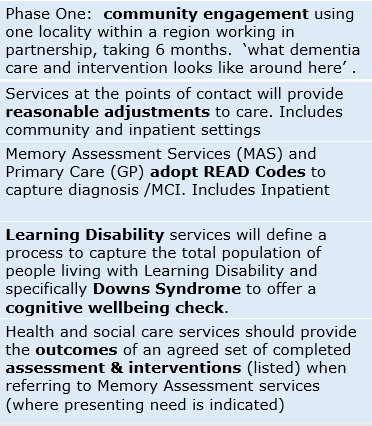 Phase One:  community engagement using
one locality within a region working in
partnership, taking 6 months.  ‘what dementia
care and intervention looks like around here’ .
Services at the points of contact will provide
reasonable adjustments to care. Includes
community and inpatient settings
Memory Assessment Services (MAS) and
Primary Care (GP) adopt READ Codes to
capture diagnosis /MCI. Includes Inpatient
Learning Disability services will define a
process to capture the total population of
people living with Learning Disability and
specifically Downs Syndrome to offer a
cognitive wellbeing check.
Health and social care services should provide
the outcomes of an agreed set of completed
assessment & interventions (listed) when
referring to Memory Assessment services
(where presenting need is indicated)